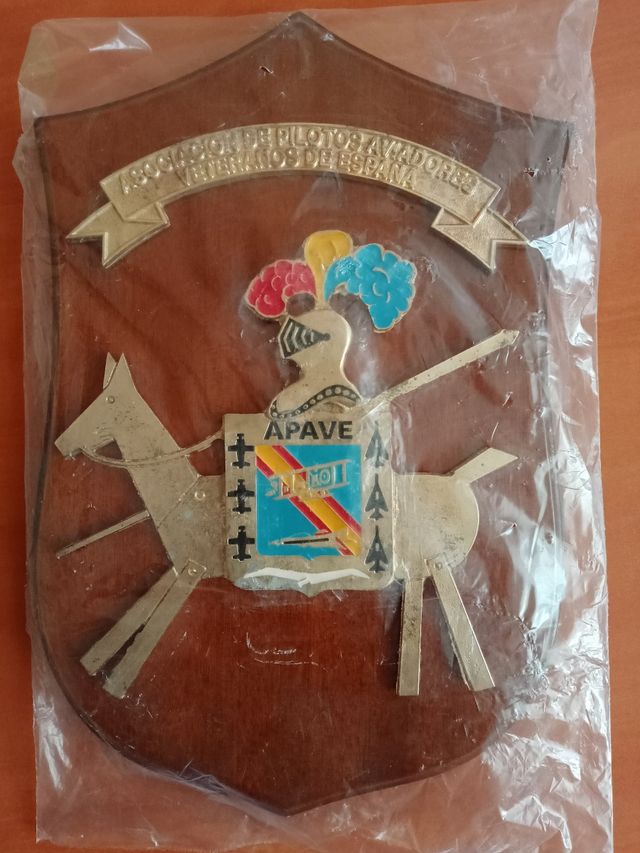 ASOCIACION DE PILOTOS AVIADORES
VETERANOS DE ESPAÑA
APAVE